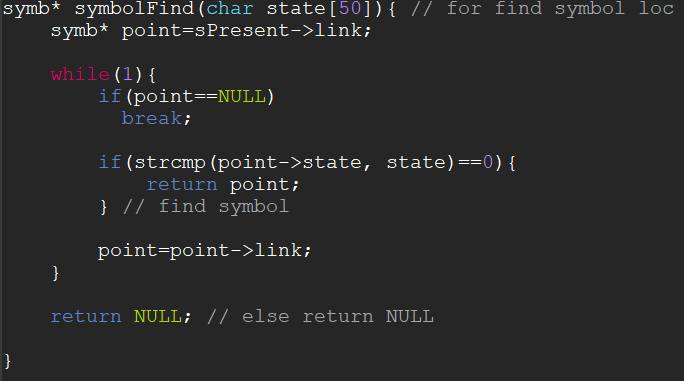 symb* symbolFind(char state[50]){ // for find symbol loc
symb* point=sPresent->link;
while(1){
if(point==NULL)
break;
if(strcmp(point->state, state)==0){
return point;
} // find symbol
point=point->link;
}
return NULL; // else return NULL
}